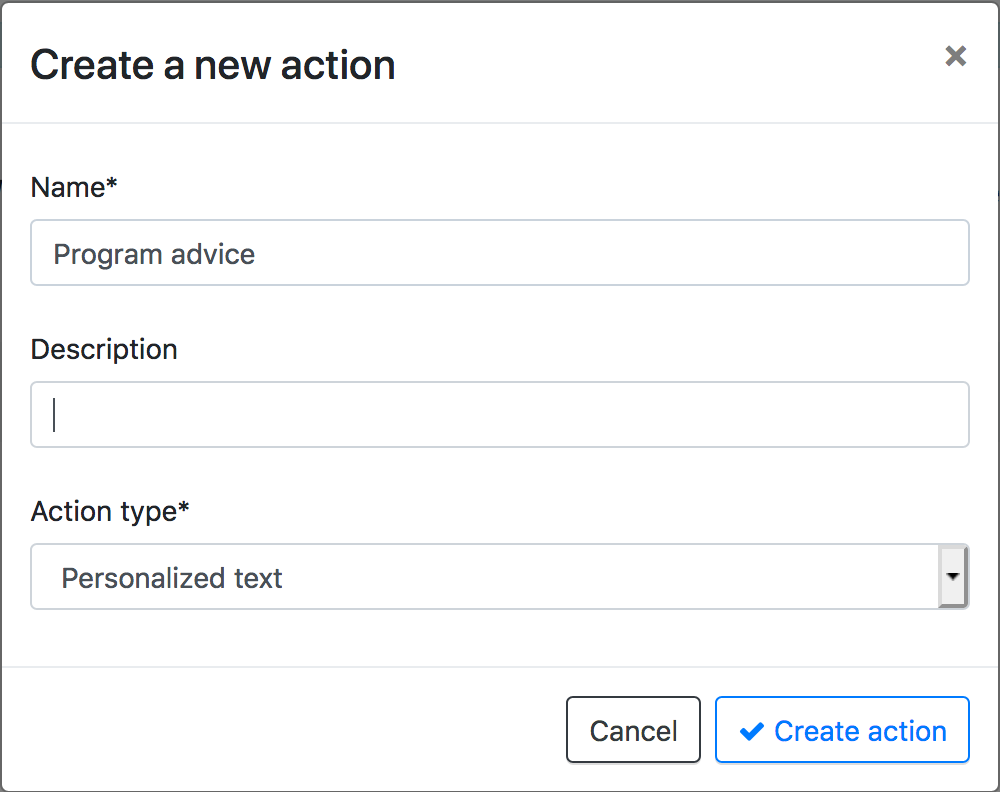 Create a new action ×
Name*
Program advice
Description
Action type*
Personalized text
Cancel ✔ Create action